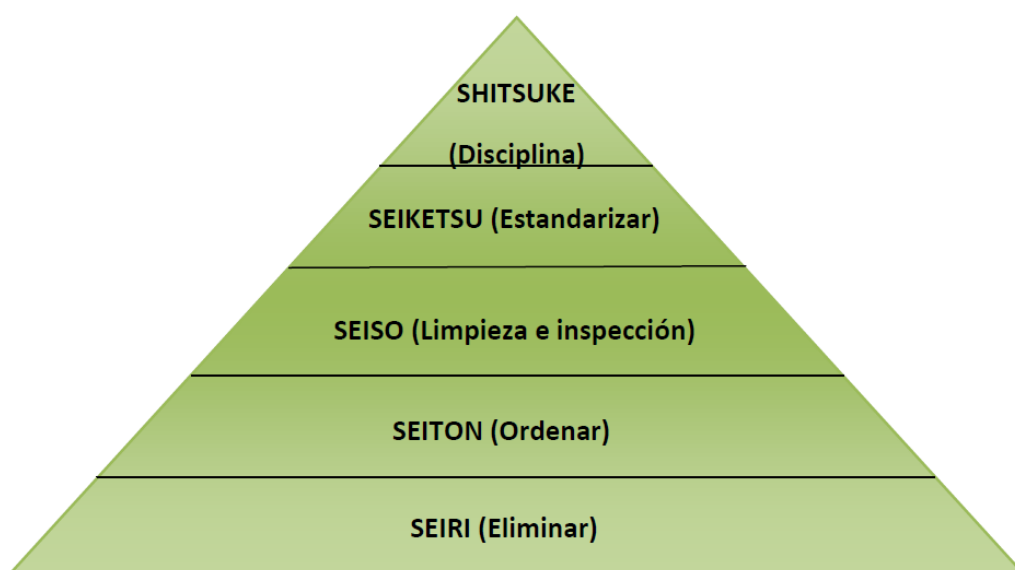 SHITSUKE
(Disciplina)
SEIKETSU (Estandarizar)
SEISO (Limpieza e inspección)
SEITON (Ordenar)
SEIRI (Eliminar)